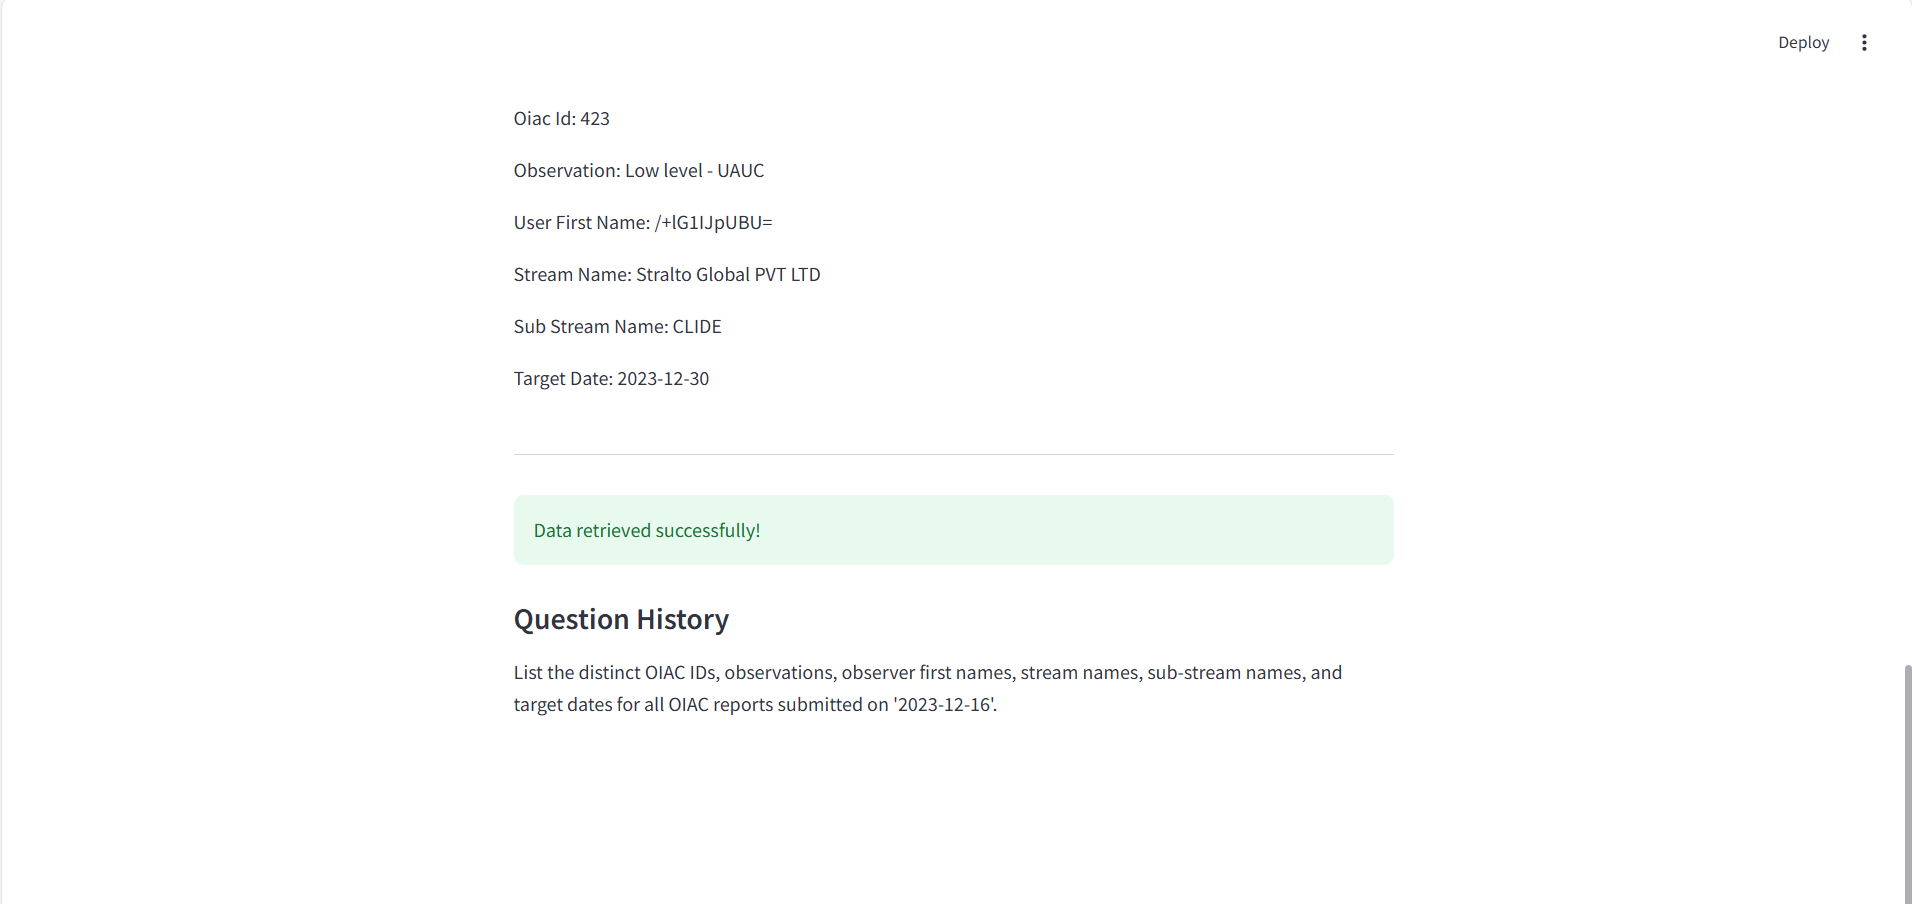 Deploy
Oiac Id: 423
Observation: Low level - UAUC
User First Name: /+lG1IJpUBU=
Stream Name: Stralto Global PVT LTD
Sub Stream Name: CLIDE
Target Date: 2023-12-30
Data retrieved successfully!
Question History
List the distinct OIAC IDs, observations, observer first names, stream names, sub-stream names, and
target dates for all OIAC reports submitted on '2023-12-16'.